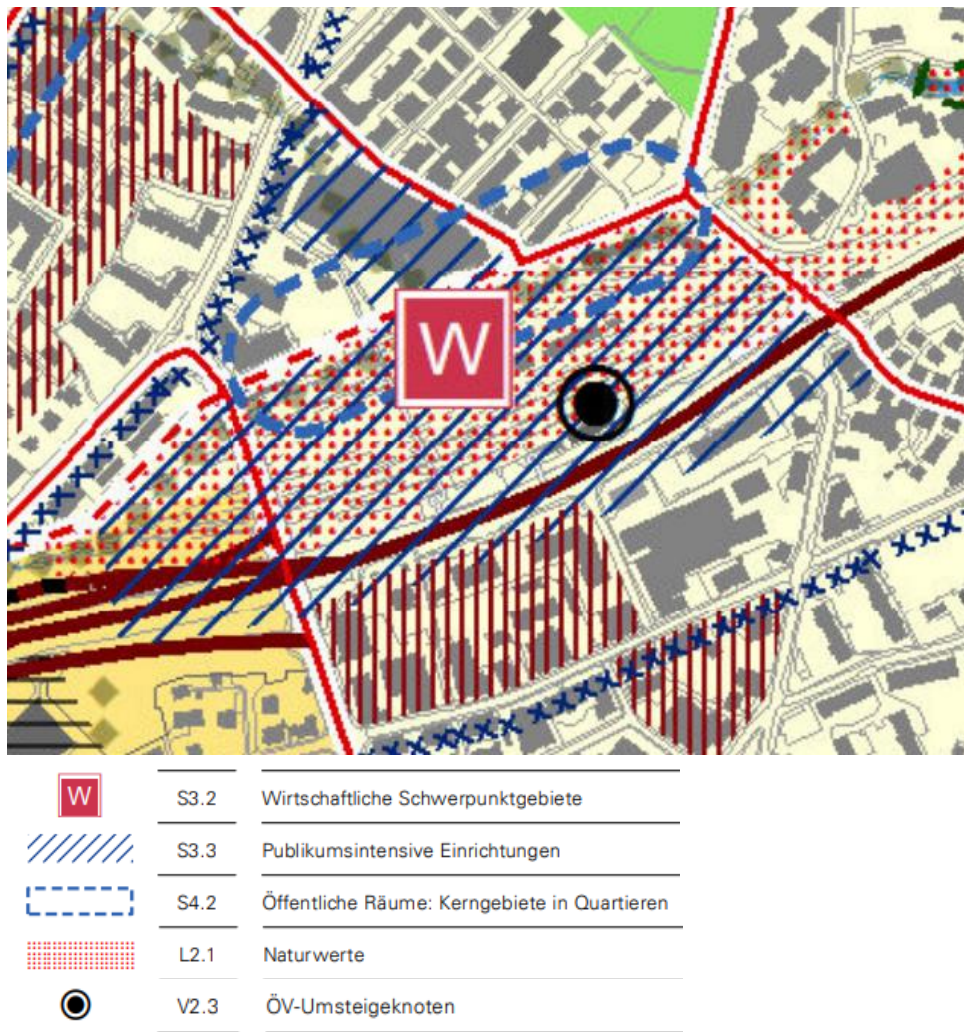 W
W S3.2 Wirtschaftliche Schwerpunktgebiete
S3.3 Publikumsintensive Einrichtungen
S4.2 Öffentliche Räume: Kerngebiete in Quartieren
L2.1 Naturwerte
V2.3 ÖV-Umsteigeknoten